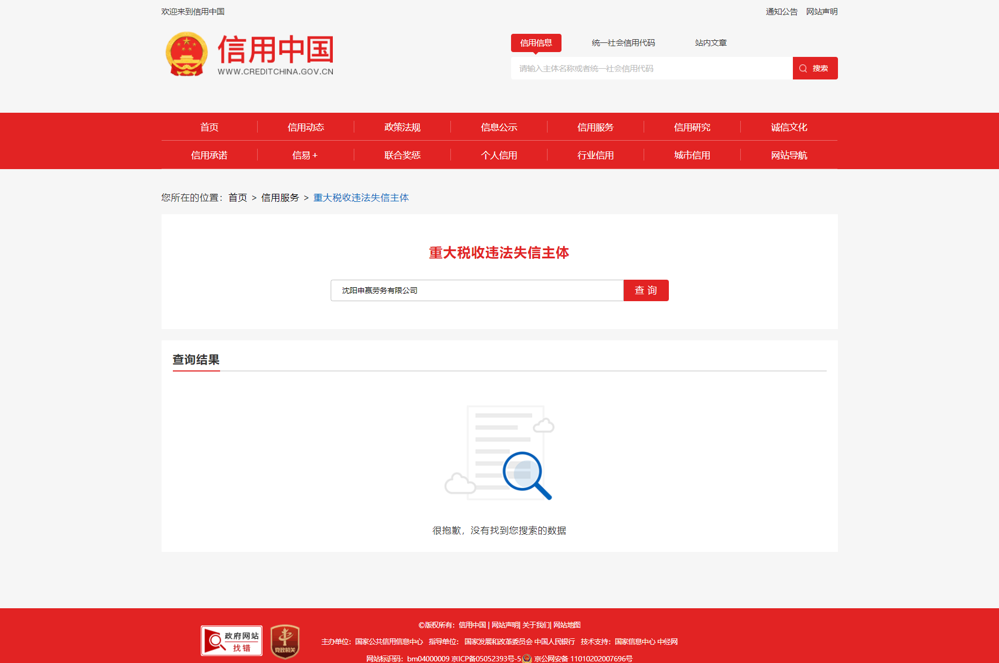 欢迎来到信用中国
通知公告 网站声明
信用中国
WWW.CREDITCHINA.GOV.CN
信用信息 统一社会信用代码 站内文章
请输入主体名称或者统一社会信用代码 搜索
首页 信用动态 政策法规 信息公示 信用服务 信用研究 诚信文化
信用承诺 信易+ 联合奖惩 个人信用 行业信用 城市信用 网站导航
您所在的位置：首页 > 信用服务 > 重大税收违法失信主体
重大税收违法失信主体
沈阳申赢劳务有限公司 查 询
查询结果
很抱歉，没有找到您搜索的数据
©版权所有：信用中国 | 网站声明| 关于我们| 网站地图
政府网站
找错
党政机关
主办单位：国家公共信用信息中心 指导单位： 国家发展和改革委员会 中国人民银行 技术支持：国家信息中心 中经网
网站标识码：bm04000009 京ICP备05052393号-5 京公网安备 11010202007696号